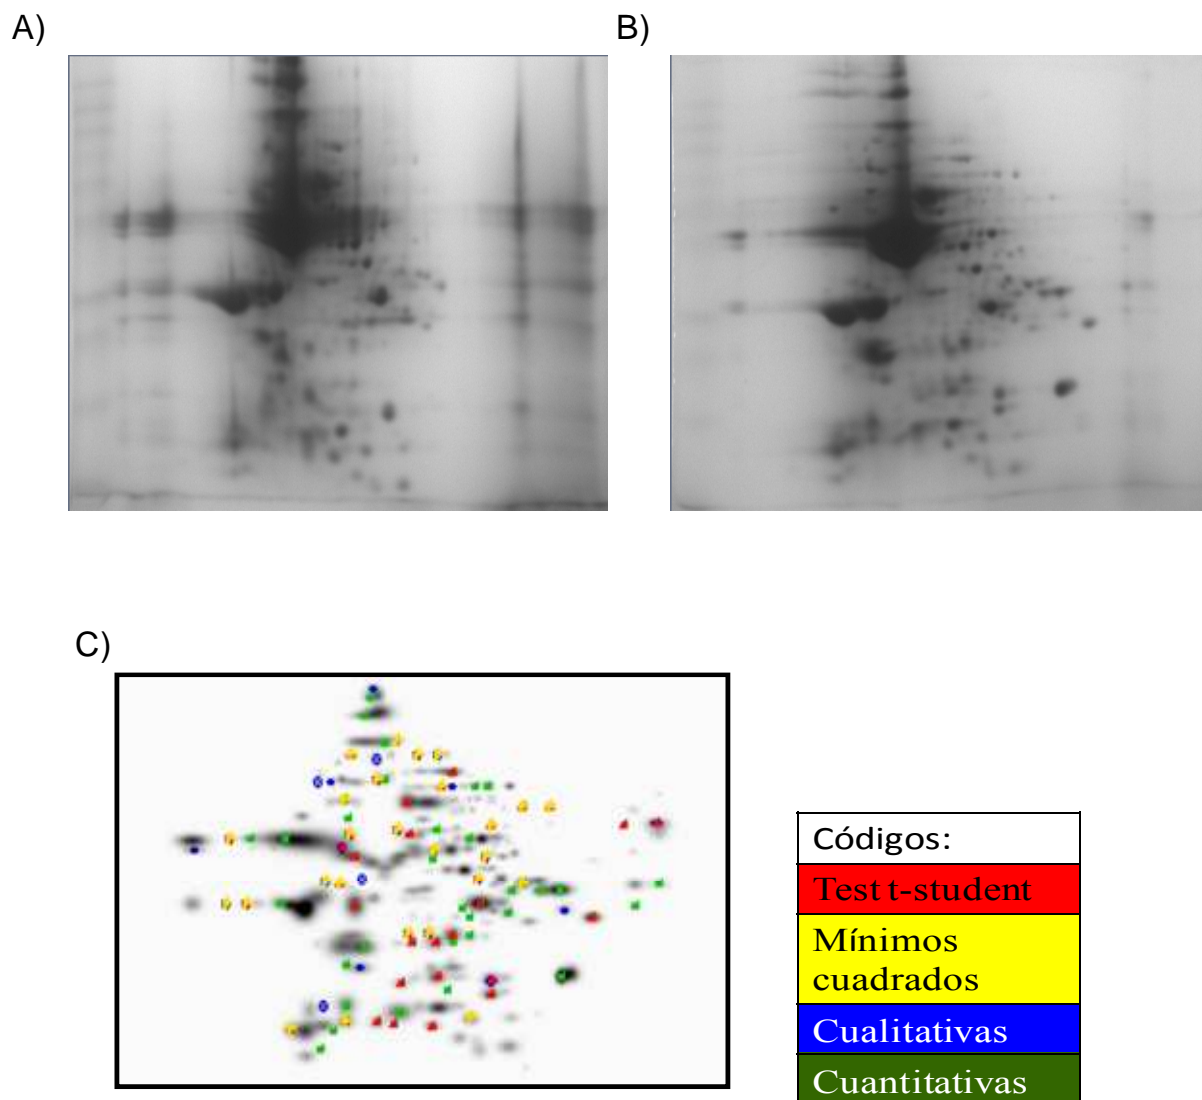 A)
B)
C)
Códigos:
Test t-student
Mínimos
cuadrados
Cualitativas
Cuantitativas